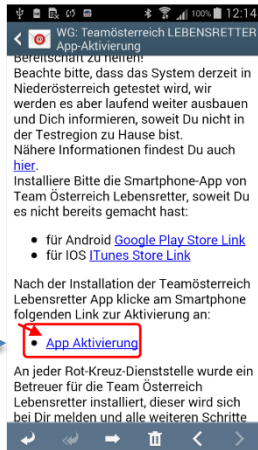 100% 12:14
WG: Teamösterreich LEBENSRETTER
App-Aktivierung
Bereitschaft zu helfen!
Beachte bitte, dass das System derzeit in
Niederösterreich getestet wird, wir
werden es aber laufend weiter ausbauen
und Dich informieren, soweit Du nicht in
der Testregion zu Hause bist.
Nähere Informationen findest Du auch
hier.
Installiere Bitte die Smartphone-App von
Team Österreich Lebensretter, soweit Du
es nicht bereits gemacht hast:
• für Android Google Play Store Link
• für IOS ITunes Store Link
Nach der Installation der Teamösterreich
Lebensretter App klicke am Smartphone
folgenden Link zur Aktivierung an:
• App Aktivierung
An jeder Rot-Kreuz-Dienststelle wurde ein
Betreuer für die Team Österreich
Lebensretter installiert, dieser wird sich
bei Dir melden und alle weiteren Schritte